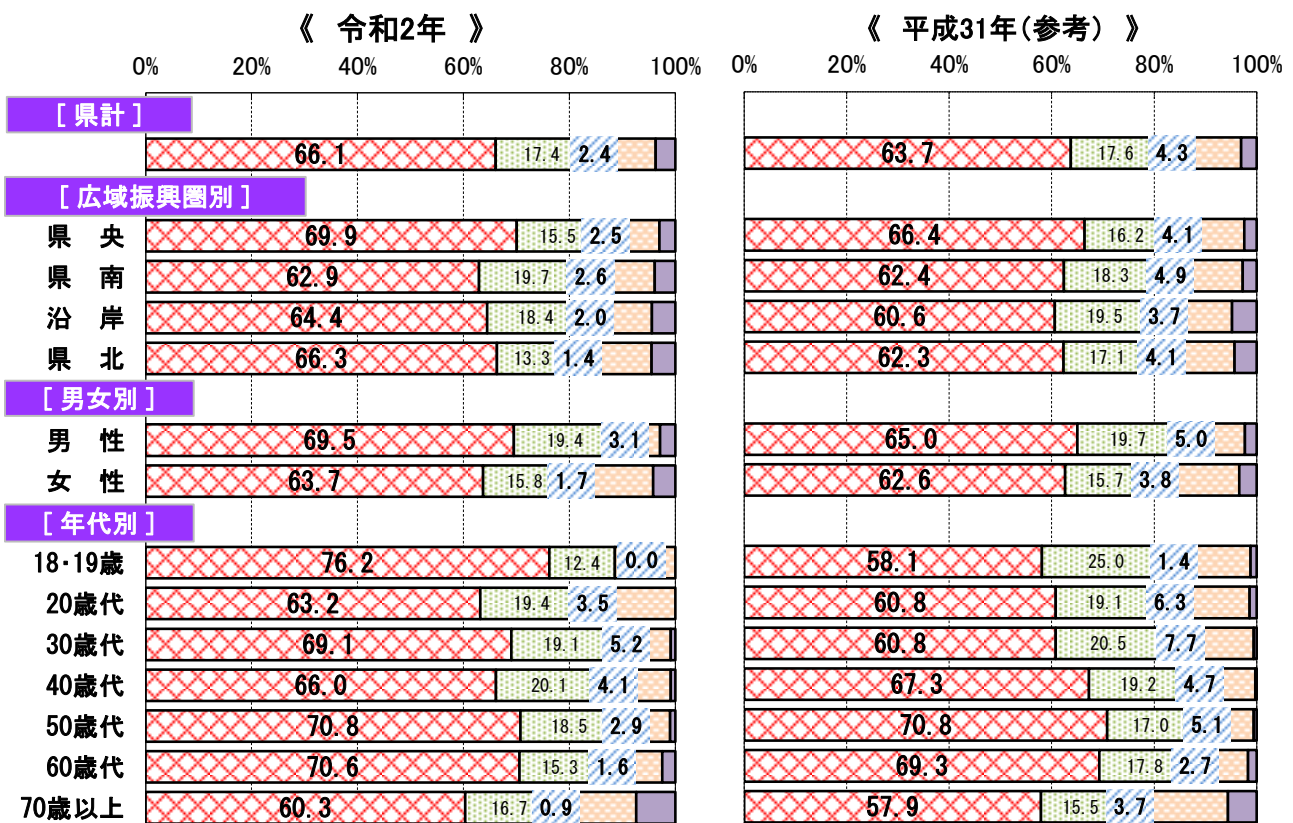 《 令和2年 》
《 平成31年(参考) 》
0% 20% 40% 60% 80% 100%
0% 20% 40% 60% 80% 100%
[ 県計 ]
66.1 17.4 2.4
63.7 17.6 4.3
[ 広域振興圏別 ]
県 央 69.9 15.5 2.5
66.4 16.2 4.1
県 南 62.9 19.7 2.6
62.4 18.3 4.9
沿 岸 64.4 18.4 2.0
60.6 19.5 3.7
県 北 66.3 13.3 1.4
62.3 17.1 4.1
[ 男女別 ]
男 性 69.5 19.4 3.1
65.0 19.7 5.0
女 性 63.7 15.8 1.7
62.6 15.7 3.8
[ 年代別 ]
18・19歳 76.2 12.4 0.0
58.1 25.0 1.4
20歳代 63.2 19.4 3.5
60.8 19.1 6.3
30歳代 69.1 19.1 5.2
60.8 20.5 7.7
40歳代 66.0 20.1 4.1
67.3 19.2 4.7
50歳代 70.8 18.5 2.9
70.8 17.0 5.1
60歳代 70.6 15.3 1.6
69.3 17.8 2.7
70歳以上 60.3 16.7 0.9
57.9 15.5 3.7